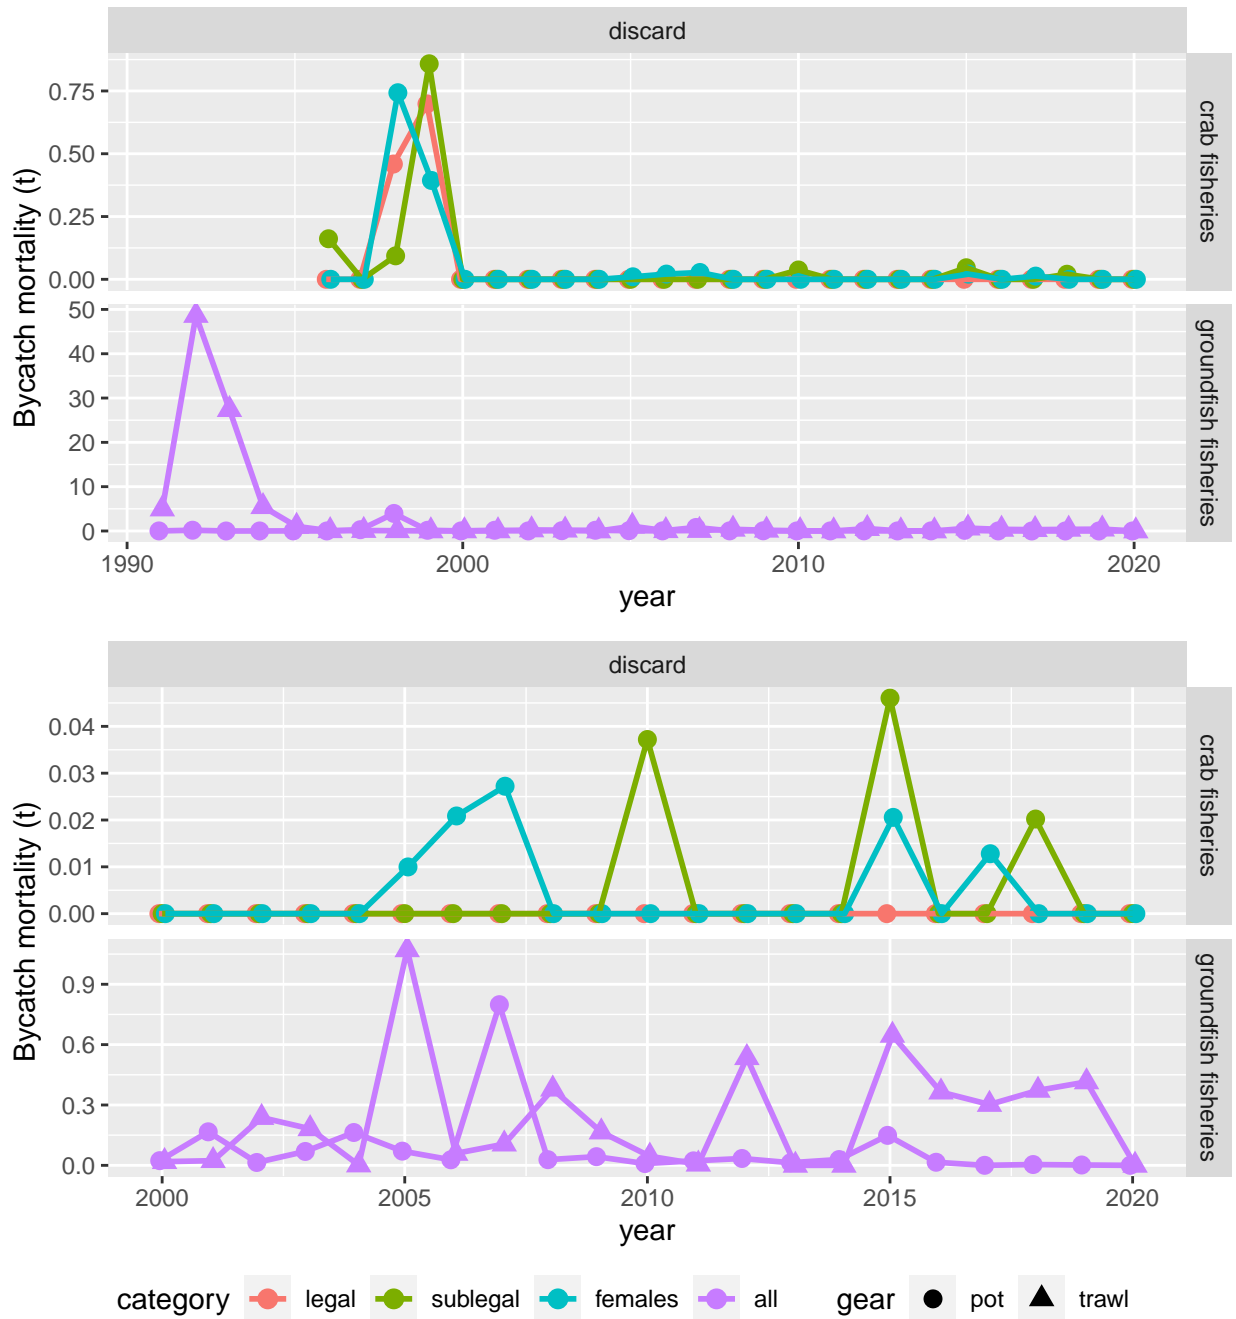 discard
crab fisheries
0.75
0.50
0.25
0.00
Bycatch mortality (t)
groundfish fisheries
50
40
30
20
10
0
1990 2000 2010 2020
year
discard
crab fisheries
0.04
0.03
0.02
0.01
0.00
Bycatch mortality (t)
groundfish fisheries
0.9
0.6
0.3
0.0
2000 2005 2010 2015 2020
year
category legal sublegal females all gear pot trawl